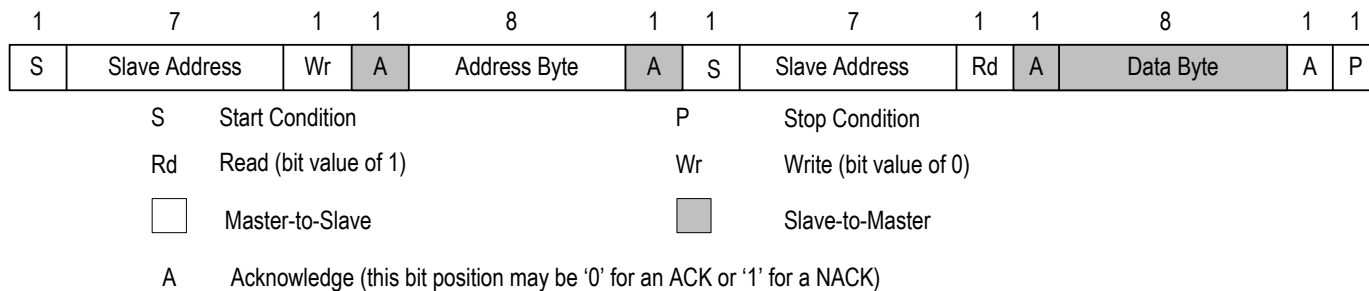 1 7 1 1 8 1 1 7 1 1 8 1 1
S Slave Address Wr A Address Byte A S Slave Address Rd A Data Byte A P
S Start Condition P Stop Condition
Rd Read (bit value of 1) Wr Write (bit value of 0)
Master-to-Slave Slave-to-Master
A Acknowledge (this bit position may be ‘0’ for an ACK or ‘1’ for a NACK)